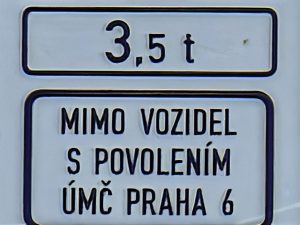 3,5 t
MIMO VOZIDEL
S POVOLENÍM
ÚMČ PRAHA 6